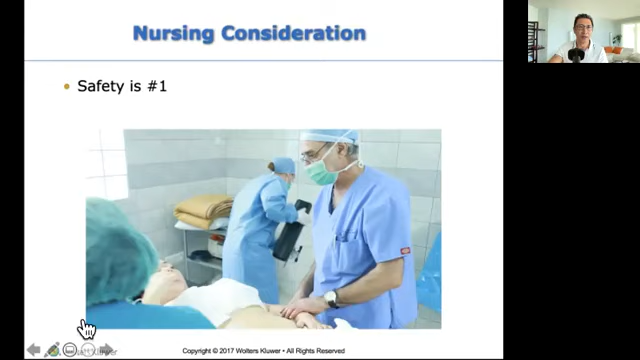 Nursing Consideration
Safety is #1
Copyright © 2017 Wolters Kluwer • All Rights Reserved